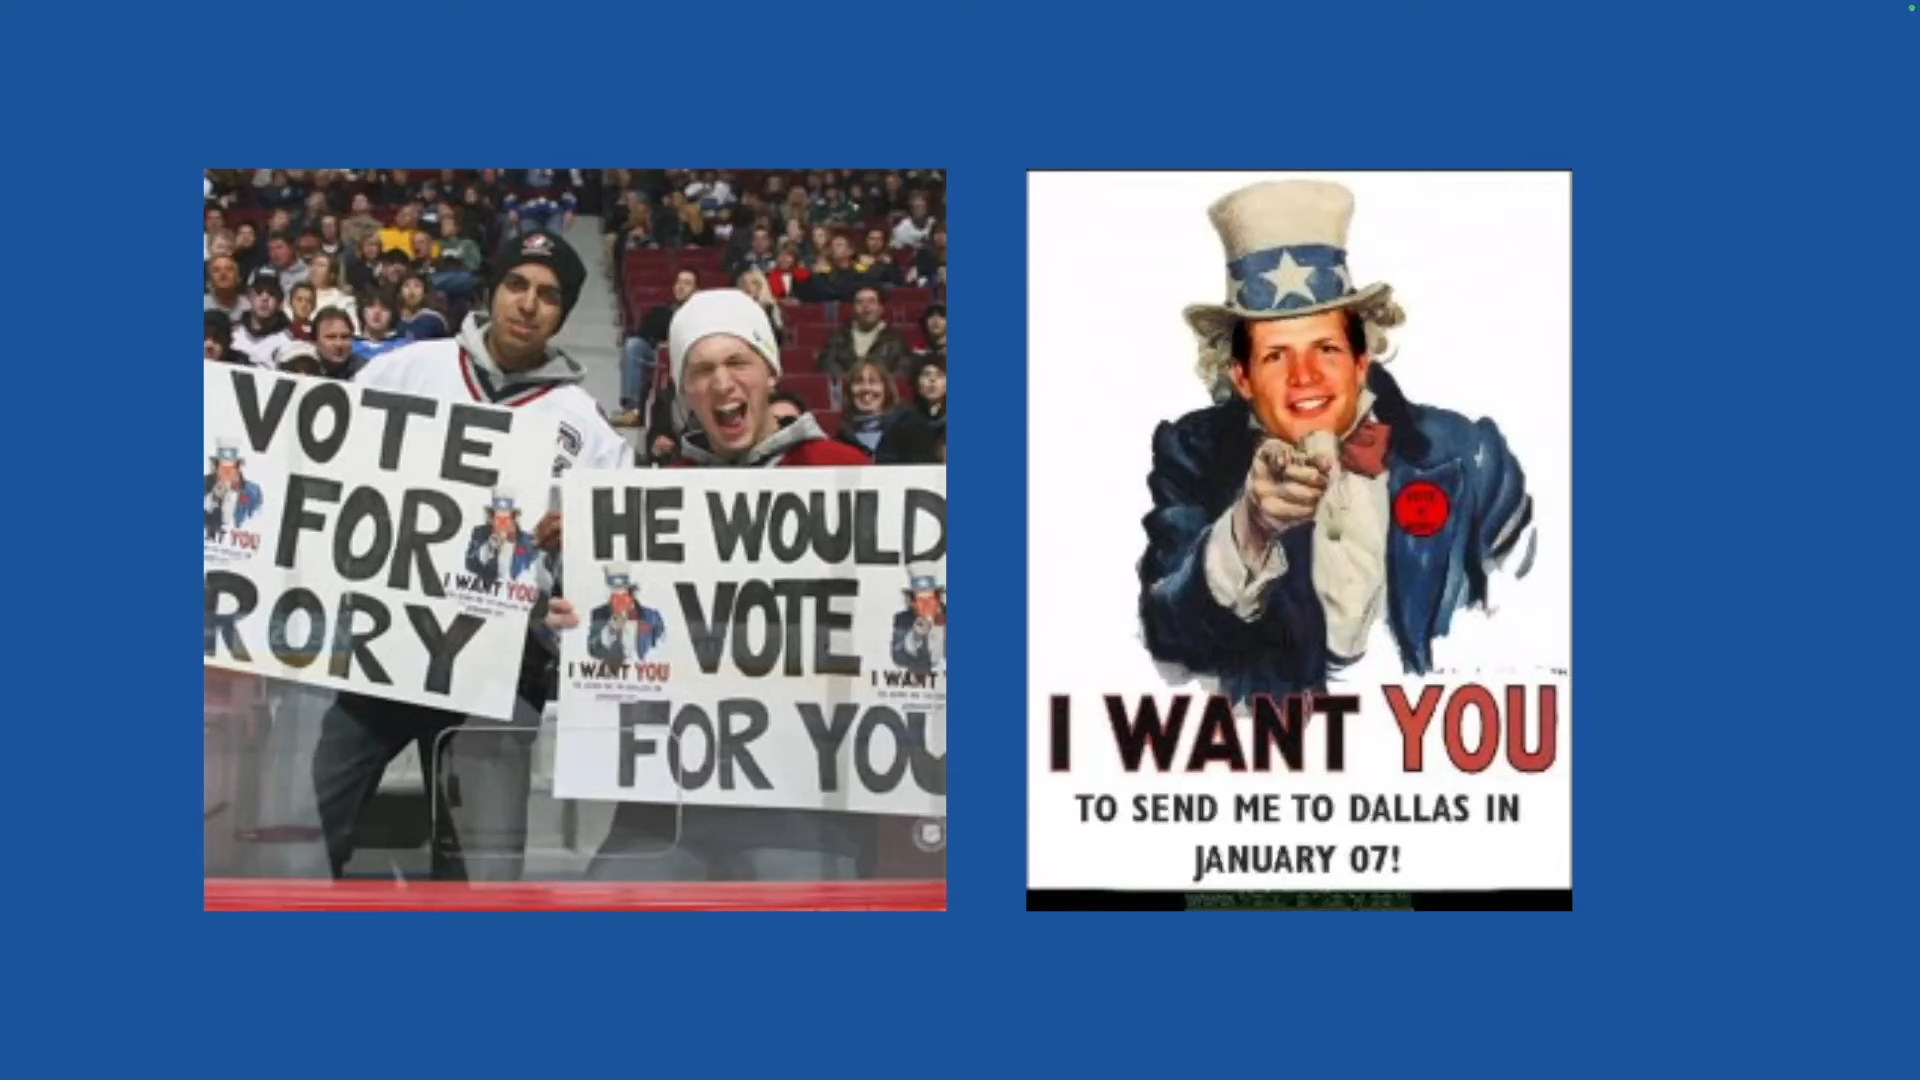 VOTE
FOR
RORY
I WANT YOU
HE WOULD
VOTE
FOR YOU
I WANT YOU
I WANT
I WANT YOU
TO SEND ME TO DALLAS IN
JANUARY 07!